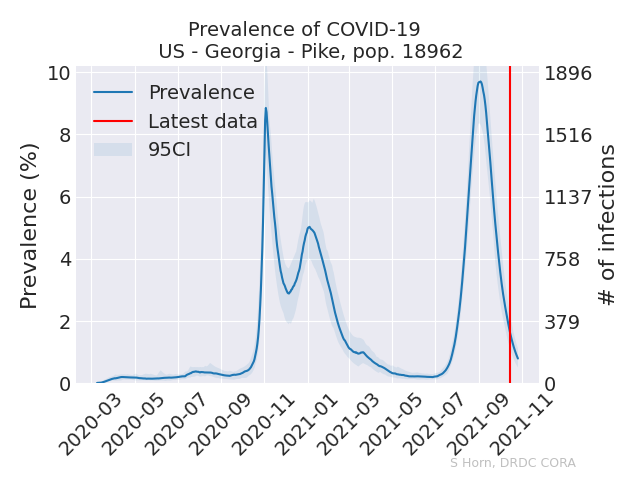 Prevalence of COVID-19
US - Georgia - Pike, pop. 18962
Prevalence (%)
10
8
6
4
2
0
Prevalence
Latest data
95CI
1896
1516
1137
758
379
0
# of infections
2020-03
2020-05
2020-07
2020-09
2020-11
2021-01
2021-03
2021-05
2021-07
2021-09
2021-11
S Horn, DRDC CORA